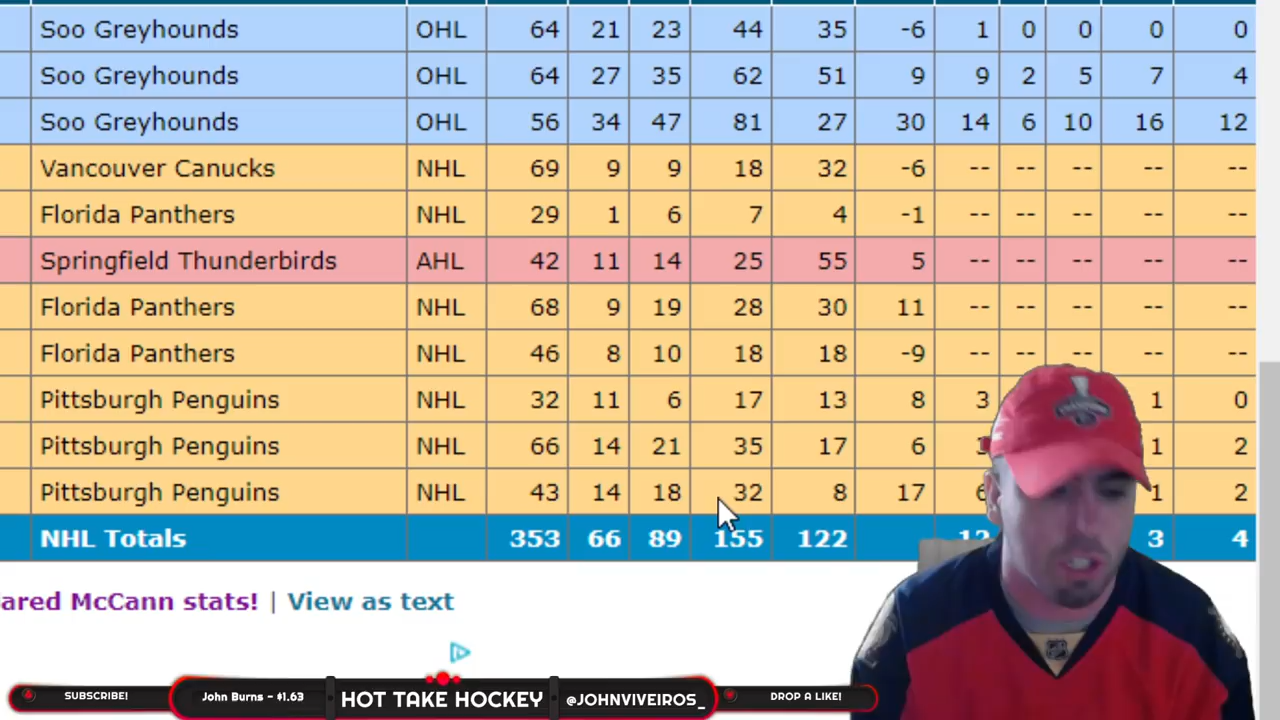 Soo Greyhounds OHL 64 21 23 44 35 -6 1 0 0 0 0
Soo Greyhounds OHL 64 27 35 62 51 9 9 2 5 7 4
Soo Greyhounds OHL 56 34 47 81 27 30 14 6 10 16 12
Vancouver Canucks NHL 69 9 9 18 32 -6 -- -- -- -- --
Florida Panthers NHL 29 1 6 7 4 -1 -- -- -- -- --
Springfield Thunderbirds AHL 42 11 14 25 55 5 -- -- -- -- --
Florida Panthers NHL 68 9 19 28 30 11 -- -- -- -- --
Florida Panthers NHL 46 8 10 18 18 -9 -- -- -- -- --
Pittsburgh Penguins NHL 32 11 6 17 13 8 3 1 0
Pittsburgh Penguins NHL 66 14 21 35 17 6 1 2
Pittsburgh Penguins NHL 43 14 18 32 8 17 6 1 2
NHL Totals 353 66 89 155 122 12 3 4
ared McCann stats! | View as text
SUBSCRIBE! John Burns - $1.63 HOT TAKE HOCKEY @JOHNVIVEIROS_ DROP A LIKE!